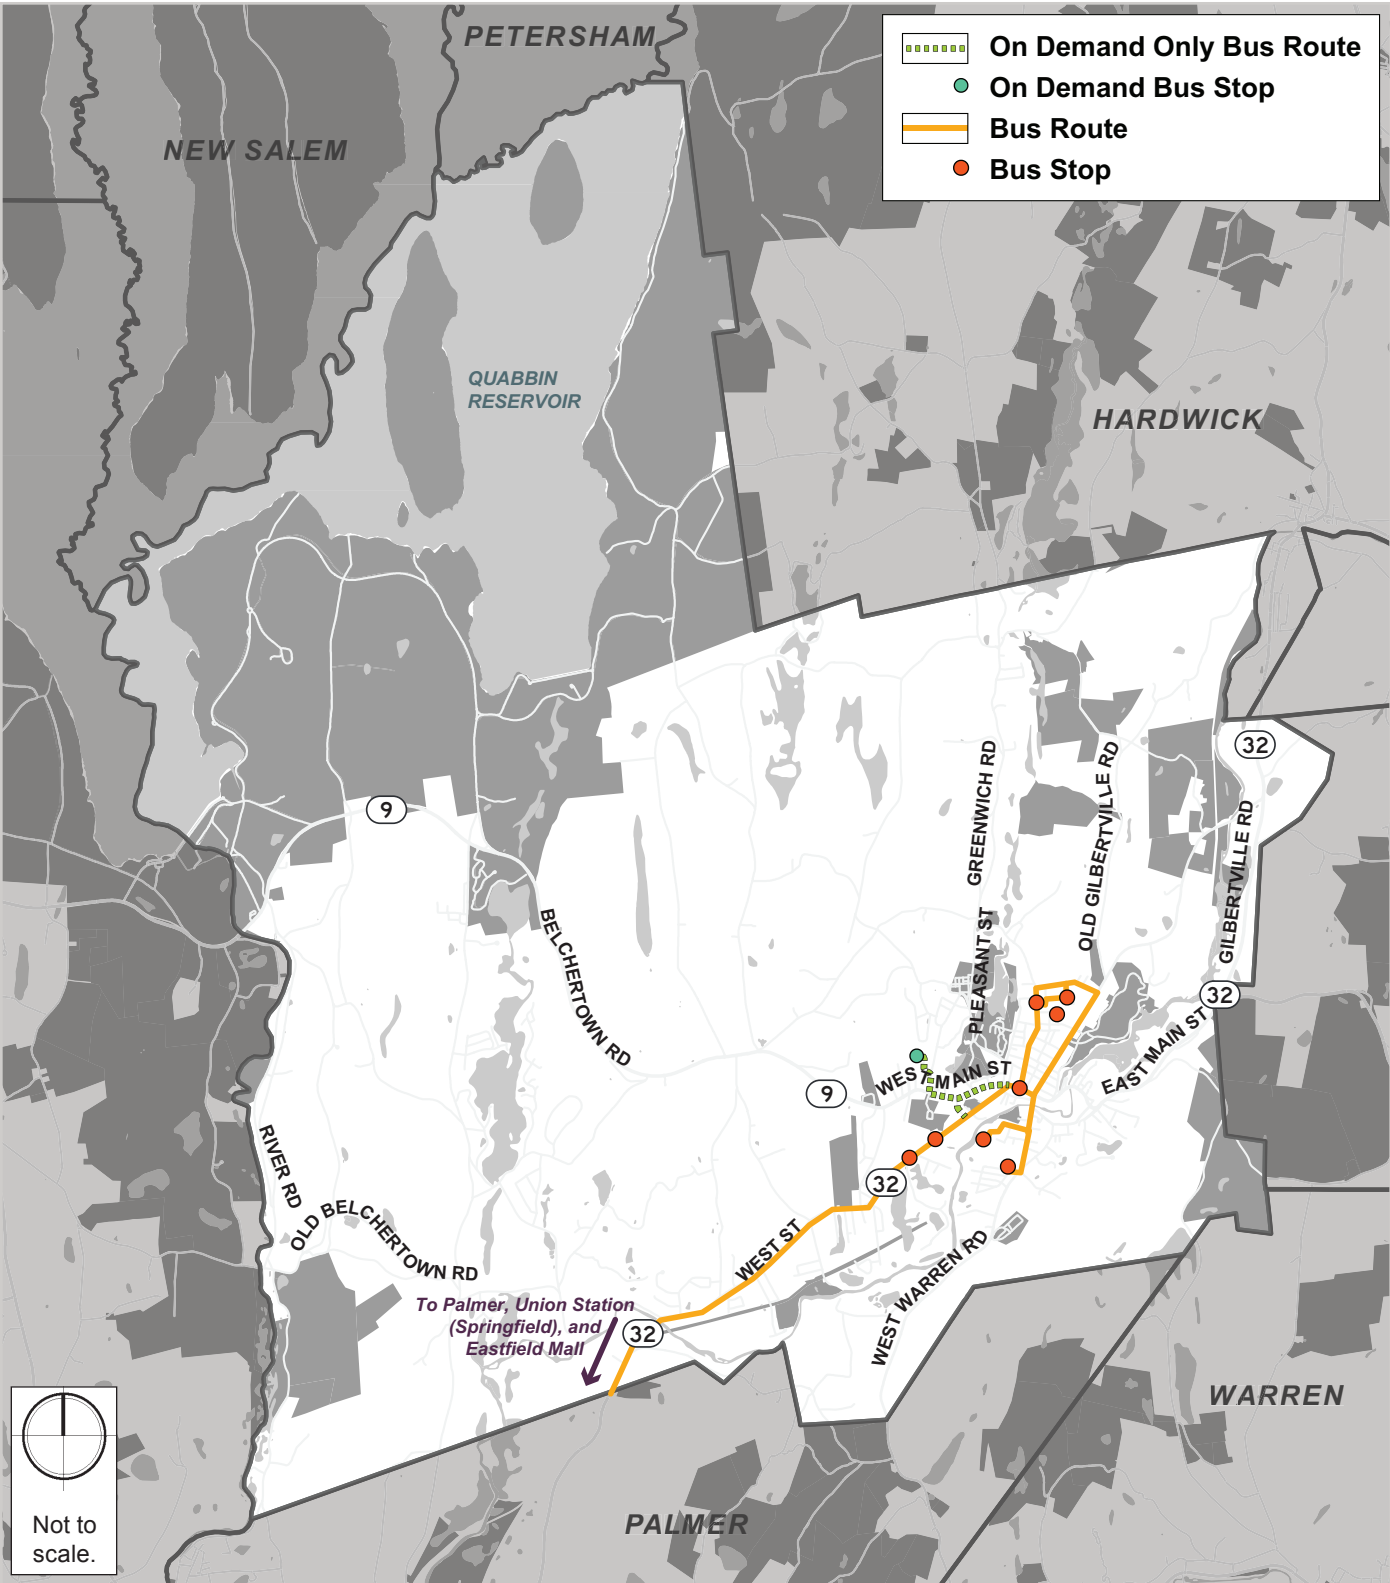 PETERSHAM
On Demand Only Bus Route
On Demand Bus Stop
Bus Route
Bus Stop
NEW SALEM
QUABBIN
RESERVOIR
HARDWICK
32
9
GREENWICH RD
OLD GILBERTVILLE RD
GILBERTVILLE RD
BELCHERTOWN RD
PLEASANT ST
32
EAST MAIN ST
WEST MAIN ST
9
RIVER RD
32
OLD BELCHERTOWN RD
WEST ST
WEST WARREN RD
To Palmer, Union Station
(Springfield), and
Eastfield Mall
32
WARREN
PALMER
Not to
scale.